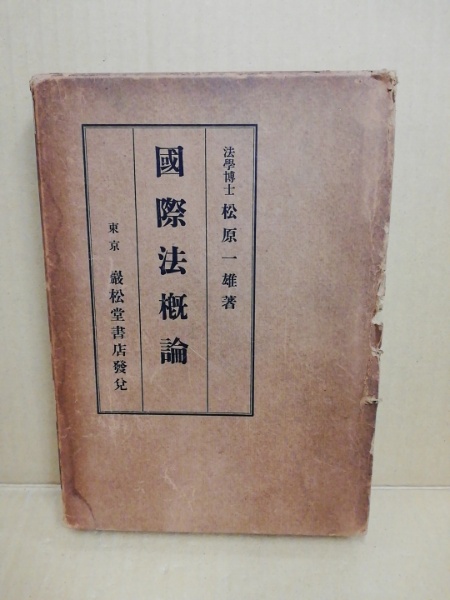 法學博士 松原一雄著
國際法概論
東京 巖松堂書店發兌